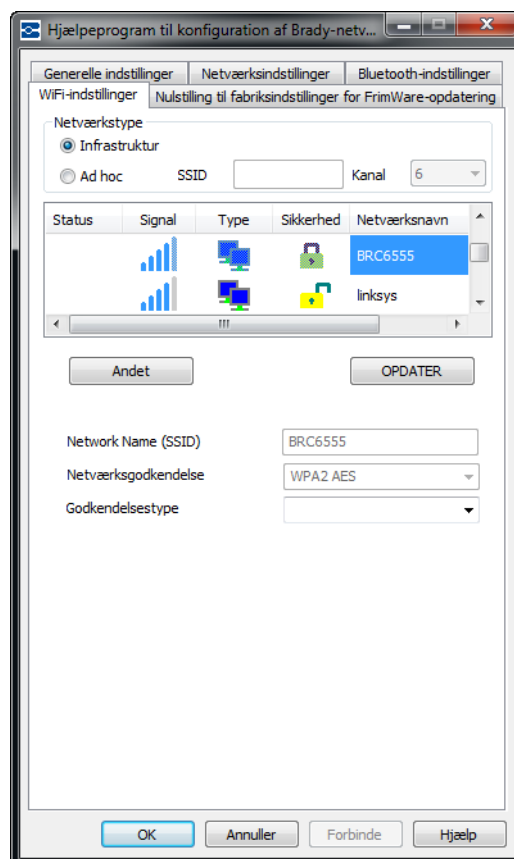 Hjælpeprogram til konfiguration af Brady-netv...
Generelle indstillinger Netværksindstillinger Bluetooth-indstillinger
WiFi-indstillinger Nulstilling til fabriksindstillinger for FrimWare-opdatering
Netværkstype
Infrastruktur
Ad hoc SSID Kanal 6
Status Signal Type Sikkerhed Netværksnavn
BRC6555
linksys
Andet OPDATER
Network Name (SSID) BRC6555
Netværksgodkendelse WPA2 AES
Godkendelsestype
OK Annuller Forbinde Hjælp